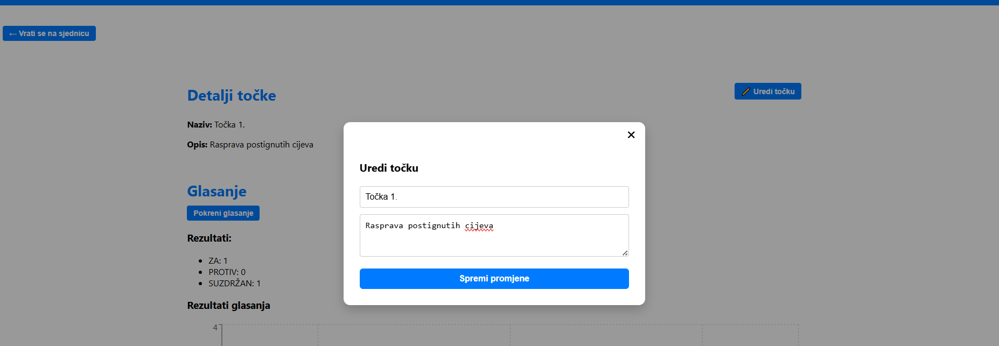 ← Vrati se na sjednicu
Detalji točke
Uredi točku
Naziv: Točka 1.
Opis: Rasprava postignutih cijeva
Glasanje
Pokreni glasanje
Rezultati:
ZA: 1
PROTIV: 0
SUZDRŽAN: 1
Rezultati glasanja
4
×
Uredi točku
Točka 1.
Rasprava postignutih cijeva
Spremi promjene